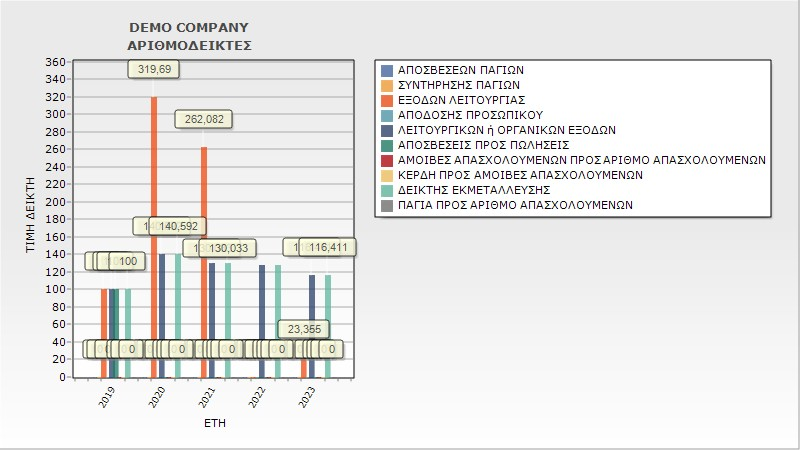 DEMO COMPANY
ΑΡΙΘΜΟΔΕΙΚΤΕΣ
ΤΙΜΗ ΔΕΙΚΤΗ
360
340
320
300
280
260
240
220
200
180
160
140
120
100
80
60
40
20
0
319,69
262,082
140,592
130,033
116,411
100
23,355
0
0
0
0
0
2019
2020
2021
2022
2023
ΕΤΗ
ΑΠΟΣΒΕΣΕΩΝ ΠΑΓΙΩΝ
ΣΥΝΤΗΡΗΣΗΣ ΠΑΓΙΩΝ
ΕΞΟΔΩΝ ΛΕΙΤΟΥΡΓΙΑΣ
ΑΠΟΔΟΣΗΣ ΠΡΟΣΩΠΙΚΟΥ
ΛΕΙΤΟΥΡΓΙΚΩΝ ή ΟΡΓΑΝΙΚΩΝ ΕΞΟΔΩΝ
ΑΠΟΣΒΕΣΕΙΣ ΠΡΟΣ ΠΩΛΗΣΕΙΣ
ΑΜΟΙΒΕΣ ΑΠΑΣΧΟΛΟΥΜΕΝΩΝ ΠΡΟΣ ΑΡΙΘΜΟ ΑΠΑΣΧΟΛΟΥΜΕΝΩΝ
ΚΕΡΔΗ ΠΡΟΣ ΑΜΟΙΒΕΣ ΑΠΑΣΧΟΛΟΥΜΕΝΩΝ
ΔΕΙΚΤΗΣ ΕΚΜΕΤΑΛΛΕΥΣΗΣ
ΠΑΓΙΑ ΠΡΟΣ ΑΡΙΘΜΟ ΑΠΑΣΧΟΛΟΥΜΕΝΩΝ